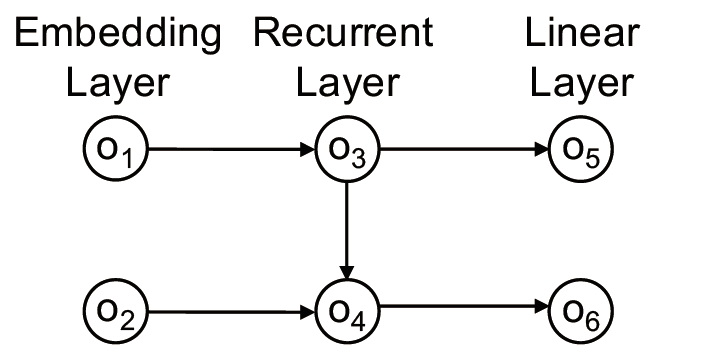 Embedding Recurrent Linear
Layer Layer Layer
o1 o3 o5
o2 o4 o6